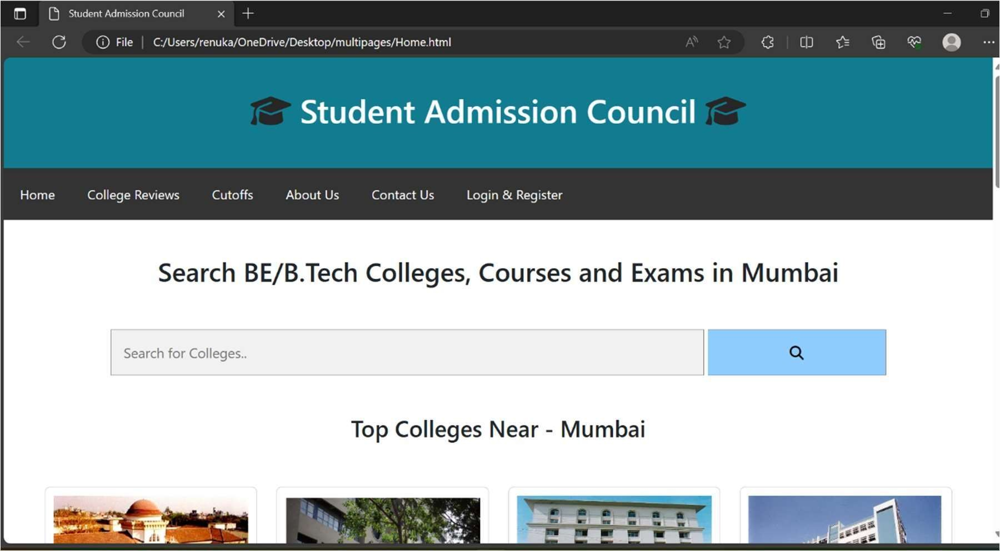 Student Admission Council
File | C:/Users/renuka/OneDrive/Desktop/multipages/Home.html
Student Admission Council
Home College Reviews Cutoffs About Us Contact Us Login & Register
Search BE/B.Tech Colleges, Courses and Exams in Mumbai
Search for Colleges..
Top Colleges Near - Mumbai